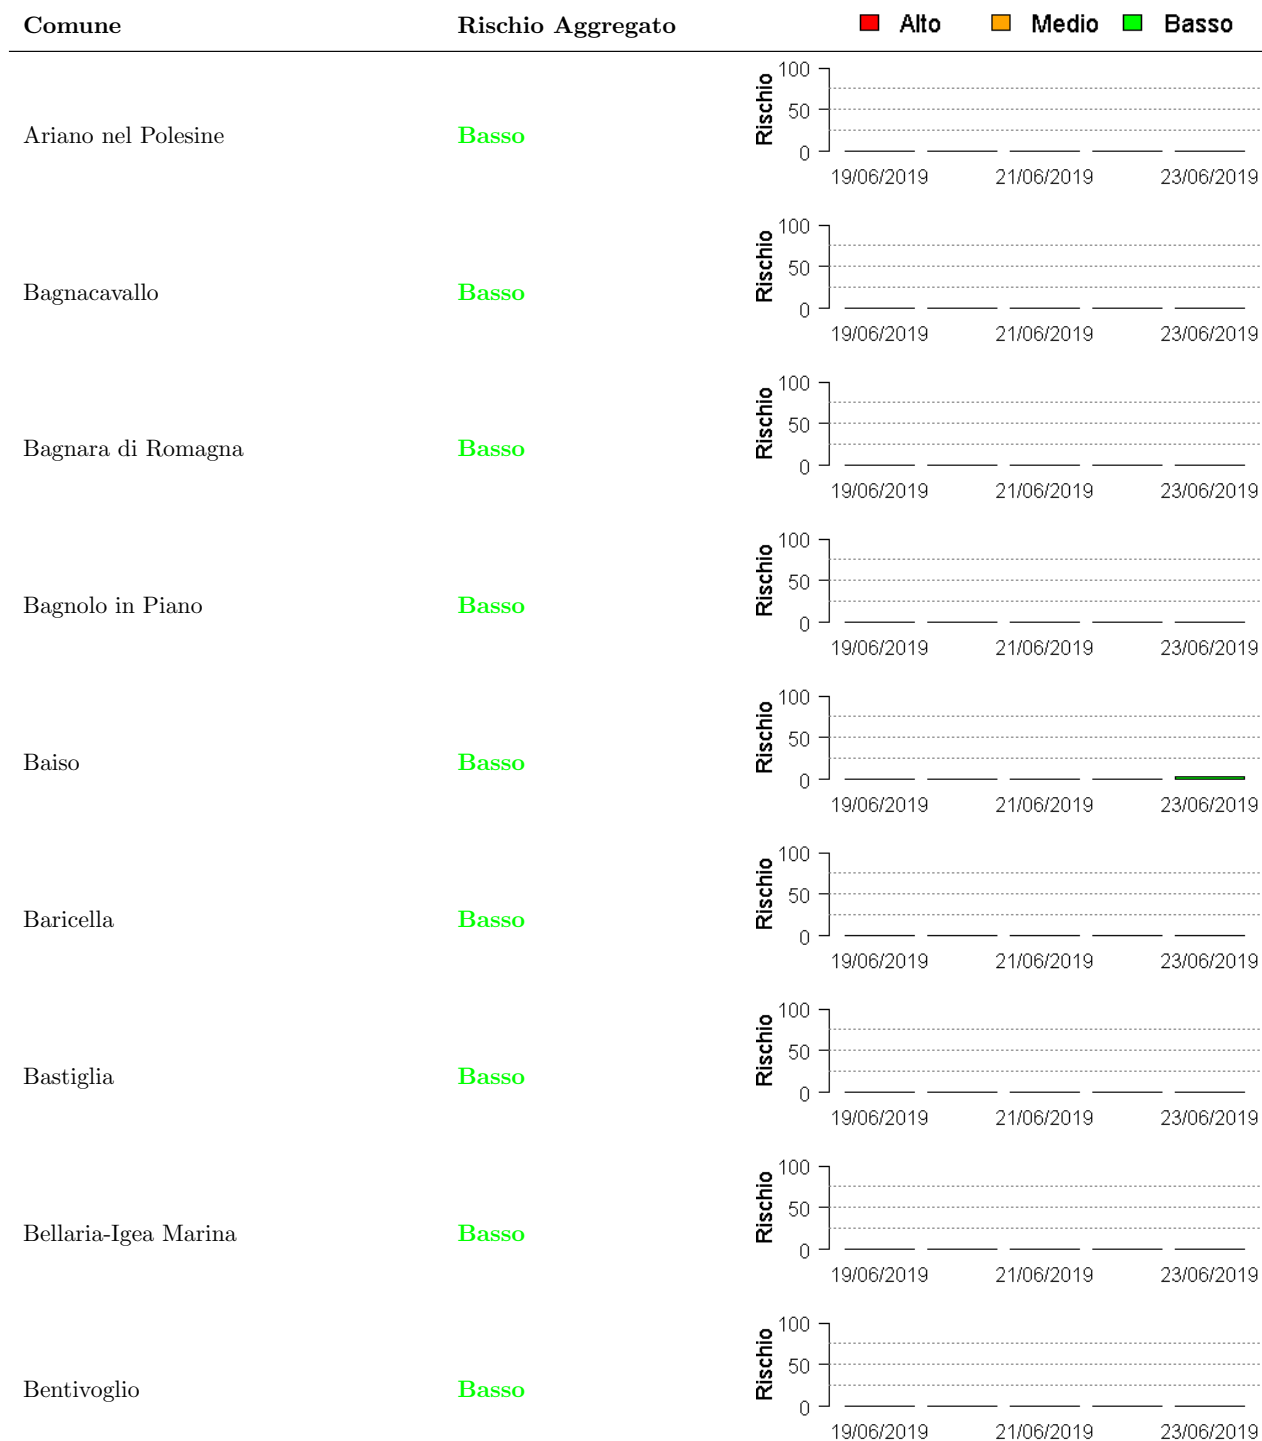 Comune Rischio Aggregato Alto Medio Basso
100
50
0
Rischio
Ariano nel Polesine Basso
19/06/2019 21/06/2019 23/06/2019
100
50
0
Rischio
Bagnacavallo Basso
19/06/2019 21/06/2019 23/06/2019
100
50
0
Rischio
Bagnara di Romagna Basso
19/06/2019 21/06/2019 23/06/2019
100
50
0
Rischio
Bagnolo in Piano Basso
19/06/2019 21/06/2019 23/06/2019
100
50
0
Rischio
Baiso Basso
19/06/2019 21/06/2019 23/06/2019
100
50
0
Rischio
Baricella Basso
19/06/2019 21/06/2019 23/06/2019
100
50
0
Rischio
Bastiglia Basso
19/06/2019 21/06/2019 23/06/2019
100
50
0
Rischio
Bellaria-Igea Marina Basso
19/06/2019 21/06/2019 23/06/2019
100
50
0
Rischio
Bentivoglio Basso
19/06/2019 21/06/2019 23/06/2019